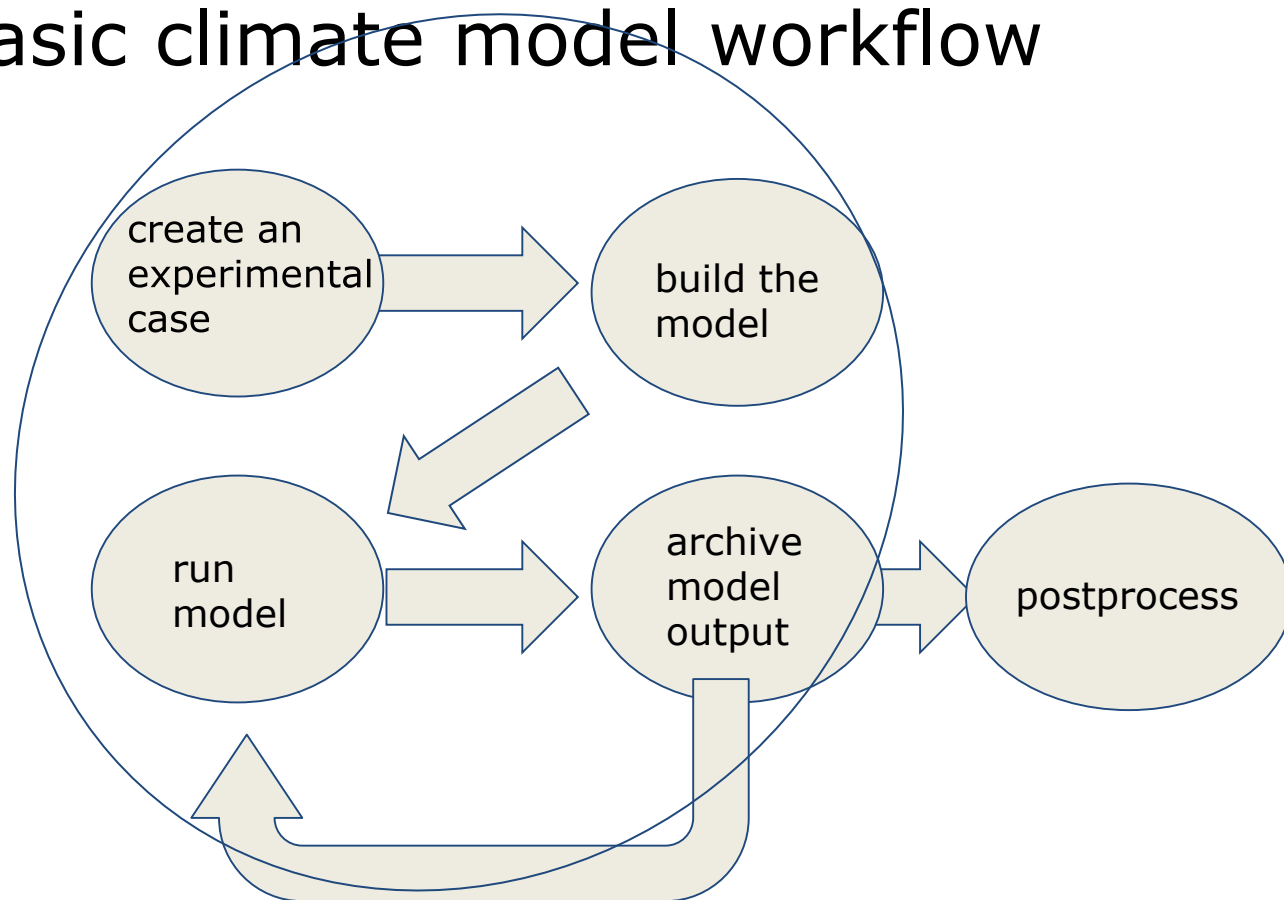 asic climate model workflow
create an
experimental
case
build the
model
run
model
archive
model
output
postprocess